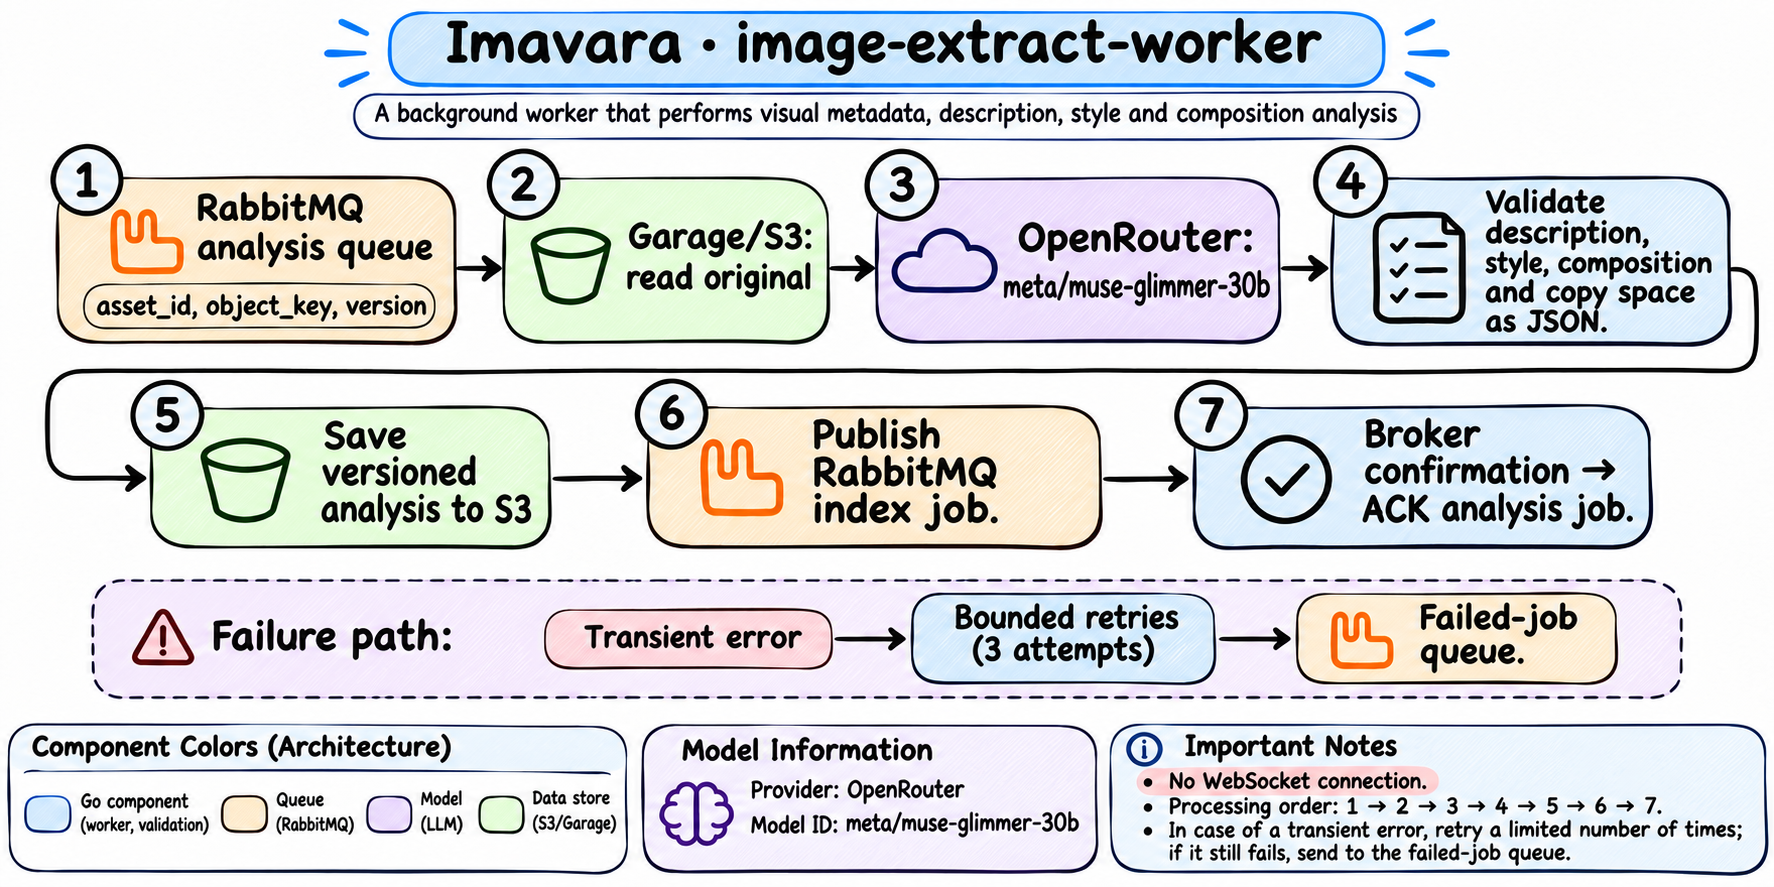 Imavara · image-extract-worker
A background worker that performs visual metadata, description, style and composition analysis
1
RabbitMQ
analysis queue
asset_id, object_key, version
2
Garage/S3:
read original
3
OpenRouter:
meta/muse-glimmer-30b
4
Validate
description,
style, composition
and copy space
as JSON.
5
Save
versioned
analysis to S3
6
Publish
RabbitMQ
index job.
7
Broker
confirmation →
ACK analysis job.
Failure path:
Transient error
Bounded retries
(3 attempts)
Failed-job
queue.
Component Colors (Architecture)
Go component
(worker, validation)
Queue
(RabbitMQ)
Model
(LLM)
Data store
(S3/Garage)
Model Information
Provider: OpenRouter
Model ID: meta/muse-glimmer-30b
Important Notes
• No WebSocket connection.
• Processing order: 1 → 2 → 3 → 4 → 5 → 6 → 7.
• In case of a transient error, retry a limited number of times;
if it still fails, send to the failed-job queue.